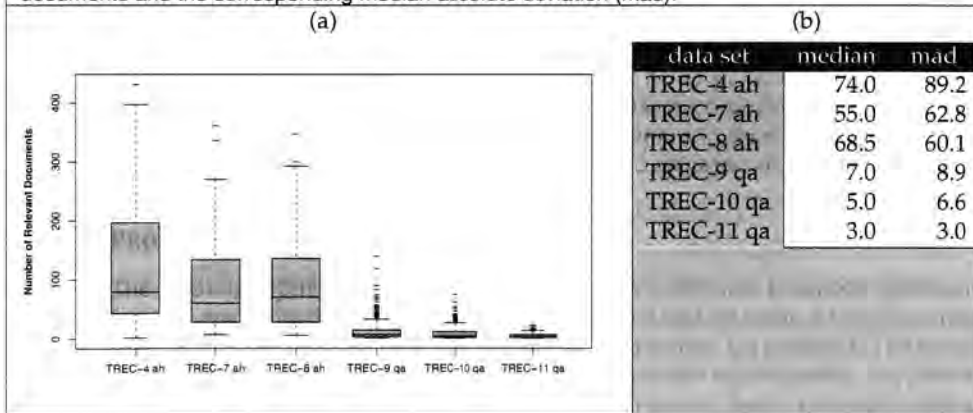 documents and the corresponding median absolute deviation (mad).
(a)
(b)
Number of Relevant Documents
400
300
200
100
0
TREC-4 ah TREC-7 ah TREC-8 ah TREC-9 qa TREC-10 qa TREC-11 qa
data set median mad
TREC-4 ah 74.0 89.2
TREC-7 ah 55.0 62.8
TREC-8 ah 68.5 60.1
TREC-9 qa 7.0 8.9
TREC-10 qa 5.0 6.6
TREC-11 qa 3.0 3.0